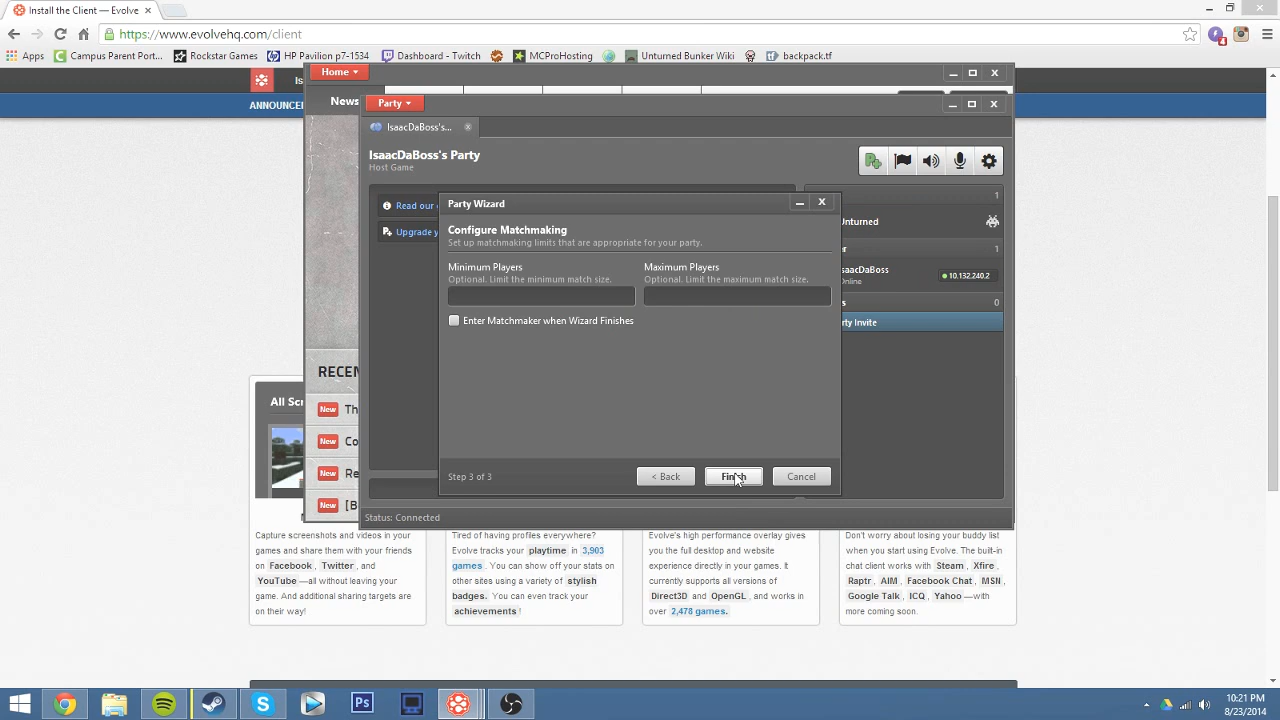 Install the Client — Evolve
https://www.evolvehq.com/client
4
Apps
Campus Parent Port...
Rockstar Games
HP Pavilion p7-1534
Dashboard - Twitch
MCProHosting
Unturned Bunker Wiki
backpack.tf
Home
ANNOUNCE
News
Party
IsaacDaBoss's...
IsaacDaBoss's Party
Host Game
Read our
Upgrade y
1
Unturned
1
saacDaBoss
Online
10.132.240.2
0
rty Invite
Party Wizard
Configure Matchmaking
Set up matchmaking limits that are appropriate for your party.
Minimum Players
Maximum Players
Optional. Limit the minimum match size.
Optional. Limit the maximum match size.
Enter Matchmaker when Wizard Finishes
Step 3 of 3
< Back
Finish
Cancel
Status: Connected
RECEN
New Th
New Co
New Re
New [B
All Scr
Capture screenshots and videos in your
games and share them with your friends
on Facebook , Twitter , and
YouTube —all without leaving your
game. And additional sharing targets are
on their way!
Tired of having profiles everywhere?
Evolve tracks your playtime in 3,903
games . You can show off your stats on
other sites using a variety of stylish
badges. You can even track your
achievements !
Evolve's high performance overlay gives
you the full desktop and website
experience directly in your games. It
currently supports all versions of
Direct3D and OpenGL , and works in
over 2,478 games.
Don't worry about losing your buddy list
when you start using Evolve. The built-in
chat client works with Steam , Xfire ,
Raptr , AIM , Facebook Chat , MSN ,
Google Talk , ICQ , Yahoo —with
more coming soon.
Ps
10:21 PM
8/23/2014